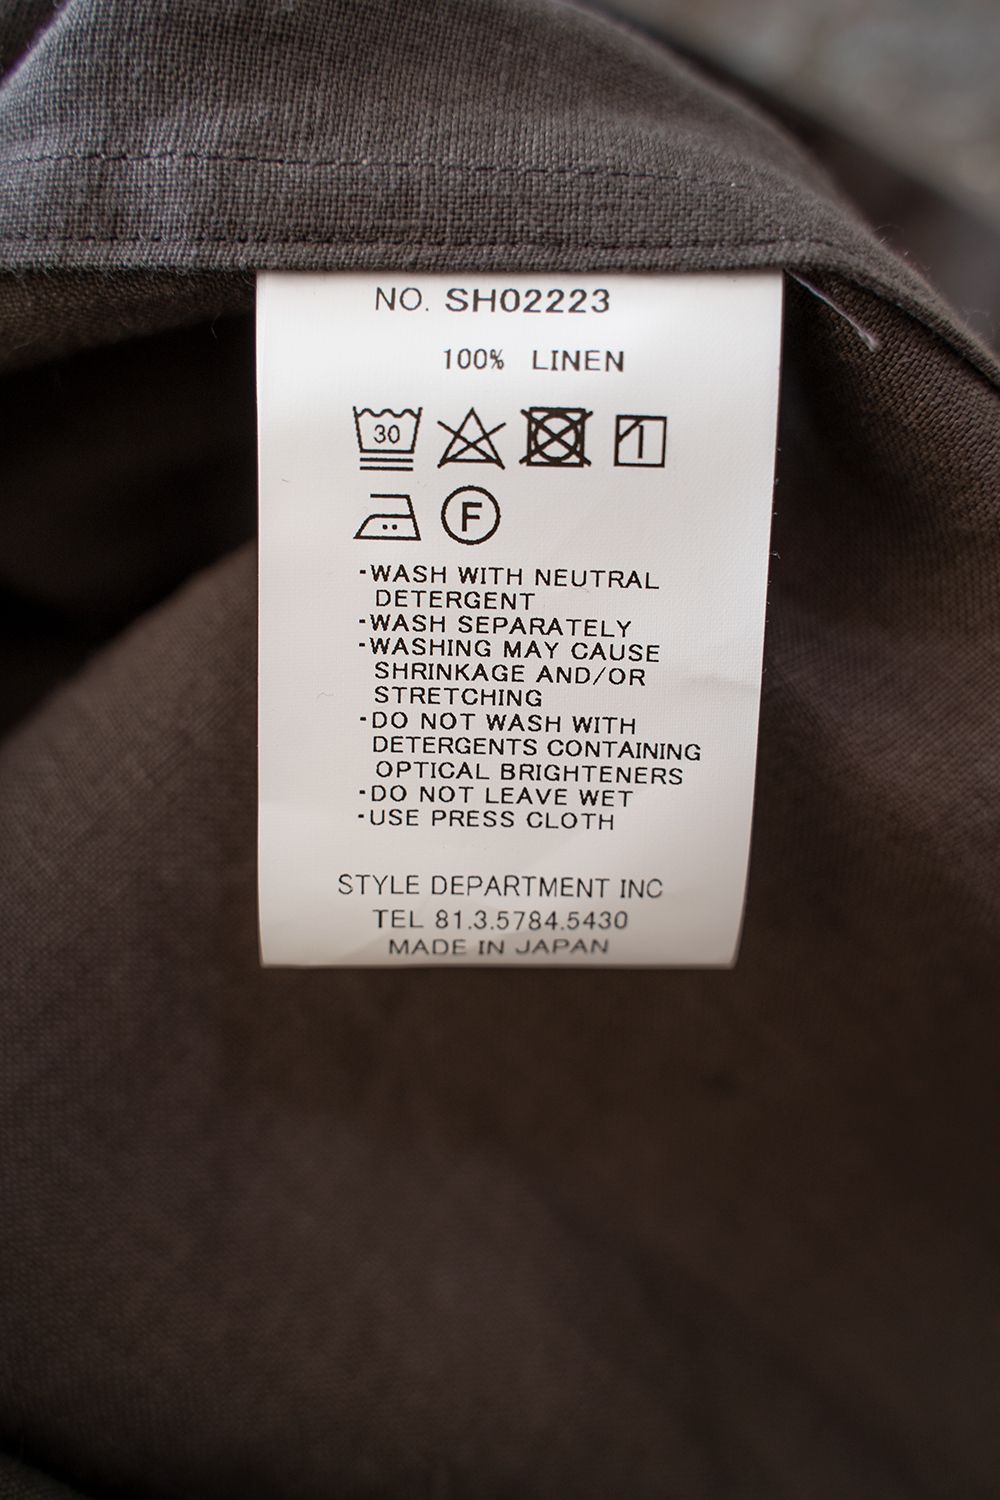 NO. SH02223
100% LINEN
30
F
-WASH WITH NEUTRAL
DETERGENT
-WASH SEPARATELY
-WASHING MAY CAUSE
SHRINKAGE AND/OR
STRETCHING
-DO NOT WASH WITH
DETERGENTS CONTAINING
OPTICAL BRIGHTENERS
-DO NOT LEAVE WET
-USE PRESS CLOTH
STYLE DEPARTMENT INC
TEL 81.3.5784.5430
MADE IN JAPAN